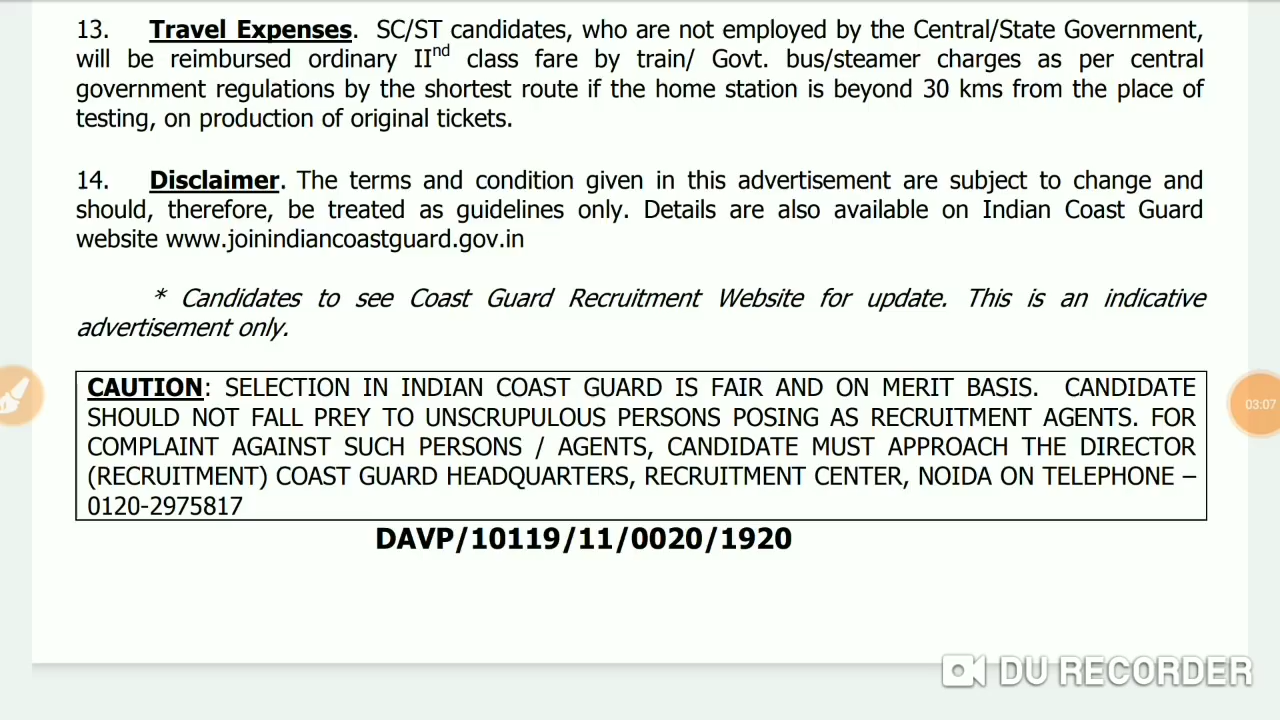 13. Travel Expenses. SC/ST candidates, who are not employed by the Central/State Government,
will be reimbursed ordinary IInd class fare by train/ Govt. bus/steamer charges as per central
government regulations by the shortest route if the home station is beyond 30 kms from the place of
testing, on production of original tickets.
14. Disclaimer. The terms and condition given in this advertisement are subject to change and
should, therefore, be treated as guidelines only. Details are also available on Indian Coast Guard
website www.joinindiancoastguard.gov.in
* Candidates to see Coast Guard Recruitment Website for update. This is an indicative
advertisement only.
CAUTION: SELECTION IN INDIAN COAST GUARD IS FAIR AND ON MERIT BASIS. CANDIDATE
SHOULD NOT FALL PREY TO UNSCRUPULOUS PERSONS POSING AS RECRUITMENT AGENTS. FOR
COMPLAINT AGAINST SUCH PERSONS / AGENTS, CANDIDATE MUST APPROACH THE DIRECTOR
(RECRUITMENT) COAST GUARD HEADQUARTERS, RECRUITMENT CENTER, NOIDA ON TELEPHONE –
0120-2975817
03:07
DAVP/10119/11/0020/1920
DU RECORDER